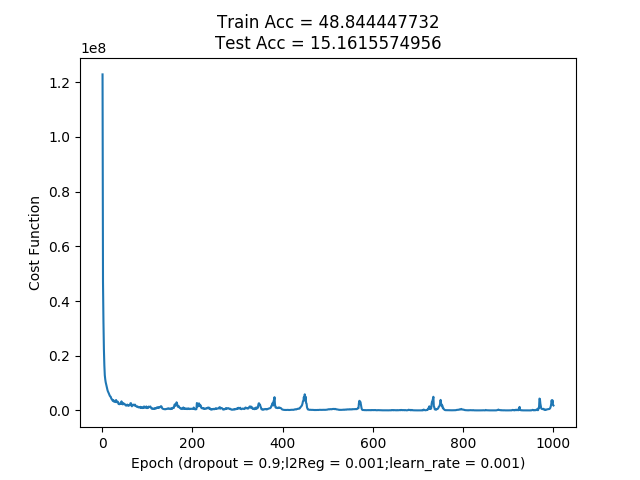 Train Acc = 48.844447732
Test Acc = 15.1615574956
1e8
1.2
1.0
0.8
0.6
0.4
0.2
0.0
Cost Function
0 200 400 600 800 1000
Epoch (dropout = 0.9;l2Reg = 0.001;learn_rate = 0.001)